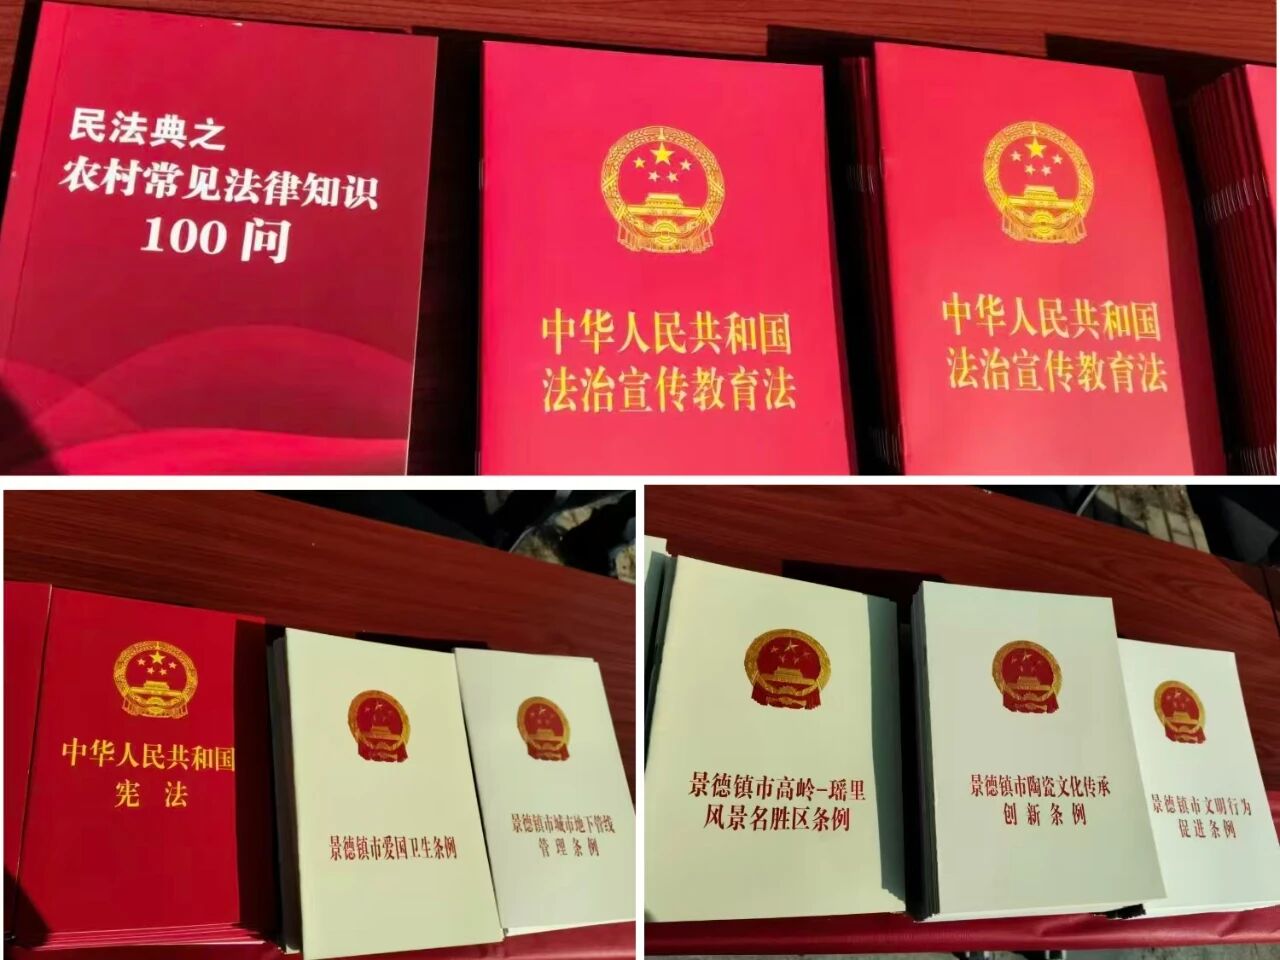 民法典之
农村常见法律知识
100 问
中华人民共和国
法治宣传教育法
中华人民共和国
法治宣传教育法
中华人民共和国
宪 法
景德镇市爱国卫生条例
景德镇市城市地下管线
管理条例
景德镇市高岭-瑶里
风景名胜区条例
景德镇市陶瓷文化传承
创新条例
景德镇市文明行为
促进条例